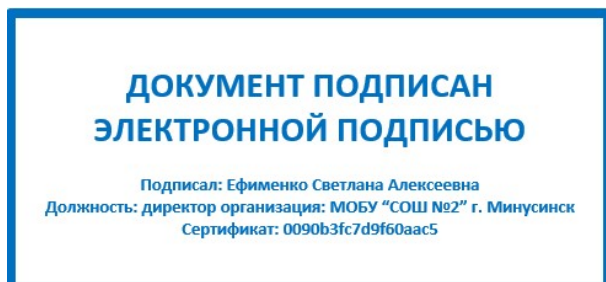 ДОКУМЕНТ ПОДПИСАН
ЭЛЕКТРОННОЙ ПОДПИСЬЮ
Подписал: Ефименко Светлана Алексеевна
Должность: директор организация: МОБУ “СОШ №2” г. Минусинск
Сертификат: 0090b3fc7d9f60aac5